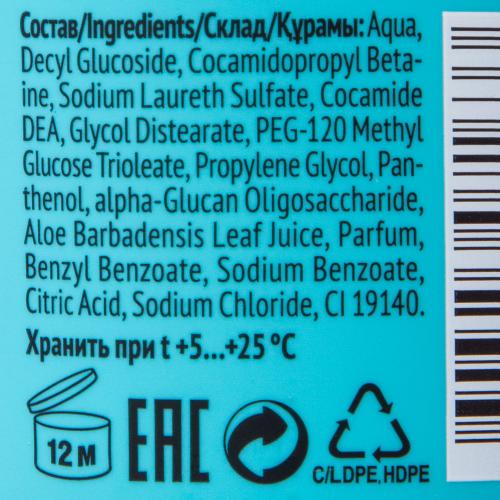 Состав/Ingredients/Склад/Құрамы: Aqua,
Decyl Glucoside, Cocamidopropyl Beta-
ine, Sodium Laureth Sulfate, Cocamide
DEA, Glycol Distearate, PEG-120 Methyl
Glucose Trioleate, Propylene Glycol, Pan-
thenol, alpha-Glucan Oligosaccharide,
Aloe Barbadensis Leaf Juice, Parfum,
Benzyl Benzoate, Sodium Benzoate,
Citric Acid, Sodium Chloride, CI 19140.
Хранить при t +5...+25 ºC
12 M
EAC
C/LDPE, HDPE